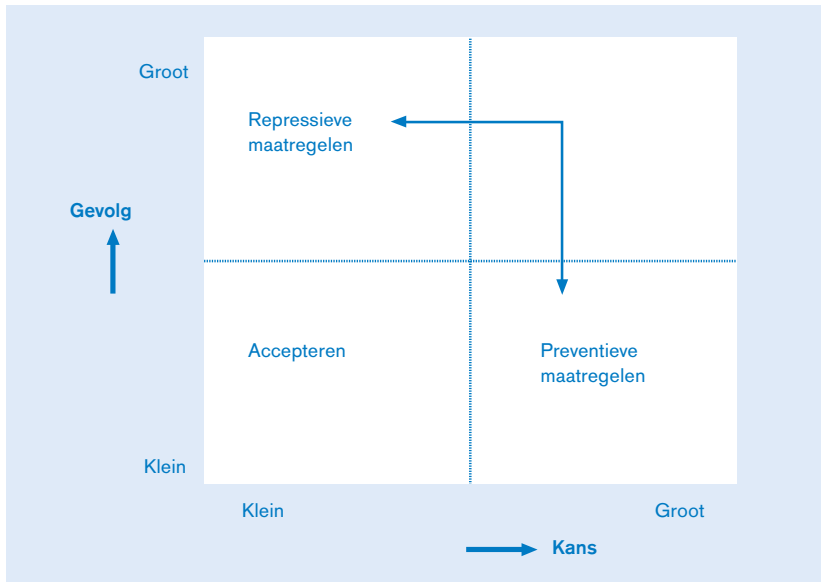 Groot
Repressieve
maatregelen
Gevolg
Accepteren
Preventieve
maatregelen
Klein
Klein
Groot
Kans